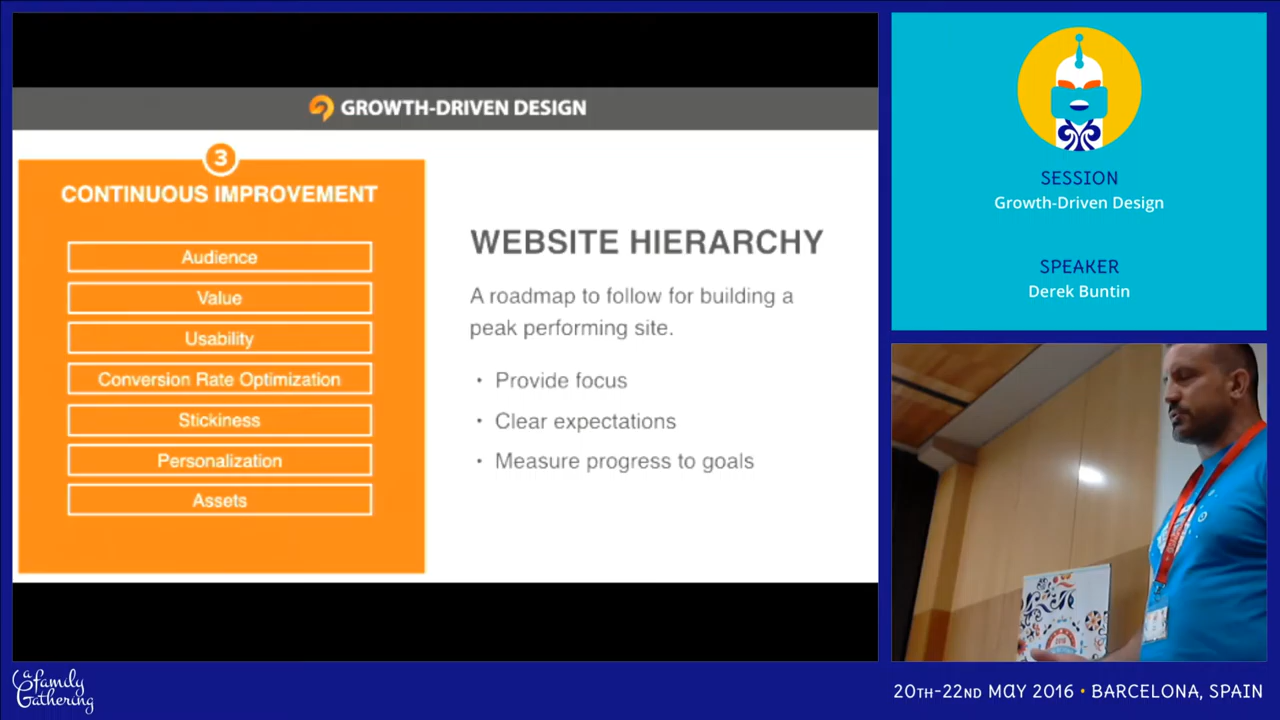 GROWTH-DRIVEN DESIGN
3
CONTINUOUS IMPROVEMENT
Audience
Value
Usability
Conversion Rate Optimization
Stickiness
Personalization
Assets
WEBSITE HIERARCHY
A roadmap to follow for building a
peak performing site.
• Provide focus
• Clear expectations
• Measure progress to goals
SESSION
Growth-Driven Design
SPEAKER
Derek Buntin
a family
Gathering
20TH-22ND MAY 2016 • BARCELONA, SPAIN